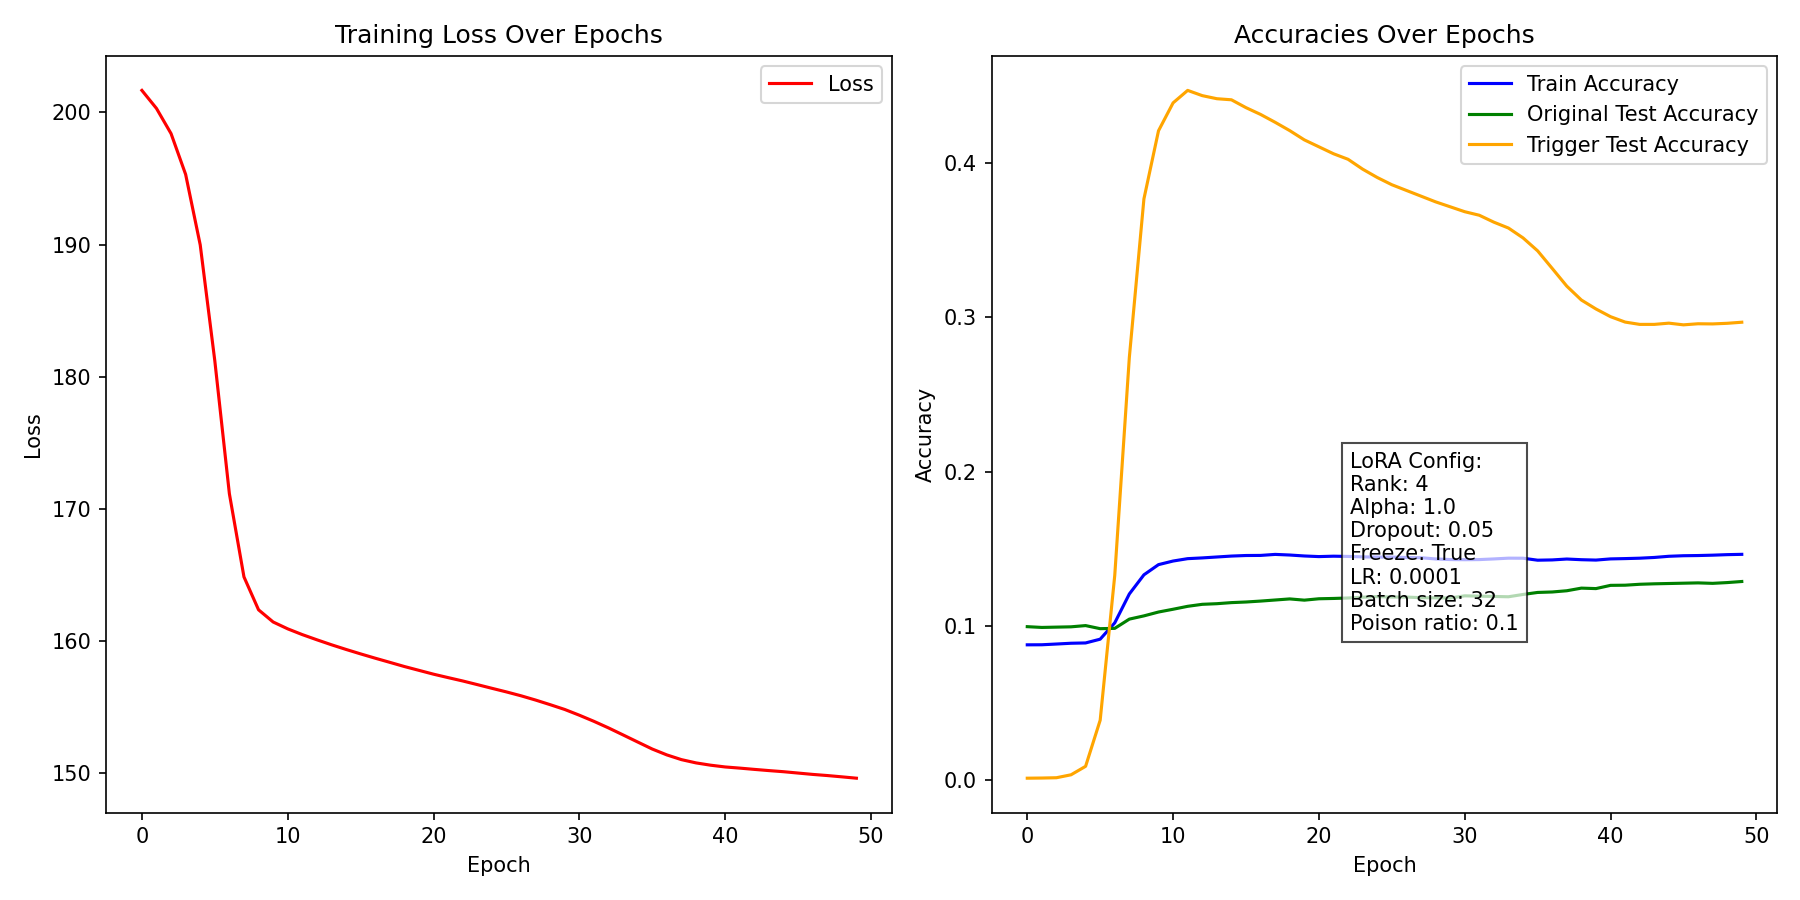 Training Loss Over Epochs
Loss
200
190
180
170
160
150
Loss
0 10 20 30 40 50
Epoch
Accuracies Over Epochs
Train Accuracy
Original Test Accuracy
Trigger Test Accuracy
0.4
0.3
0.2
0.1
0.0
Accuracy
LoRA Config:
Rank: 4
Alpha: 1.0
Dropout: 0.05
Freeze: True
LR: 0.0001
Batch size: 32
Poison ratio: 0.1
0 10 20 30 40 50
Epoch